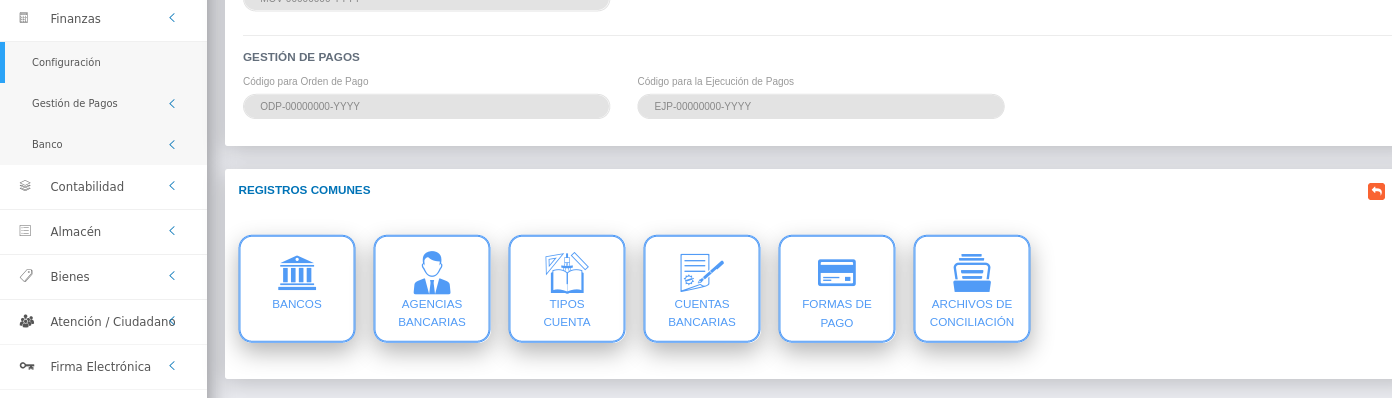 Finanzas
Configuración
Gestión de Pagos
Banco
Contabilidad
Almacén
Bienes
Atención / Ciudadano
Firma Electrónica
GESTIÓN DE PAGOS
Código para Orden de Pago
Código para la Ejecución de Pagos
ODP-00000000-YYYY
EJP-00000000-YYYY
REGISTROS COMUNES
BANCOS
AGENCIAS
BANCARIAS
TIPOS
CUENTA
CUENTAS
BANCARIAS
FORMAS DE
PAGO
ARCHIVOS DE
CONCILIACIÓN